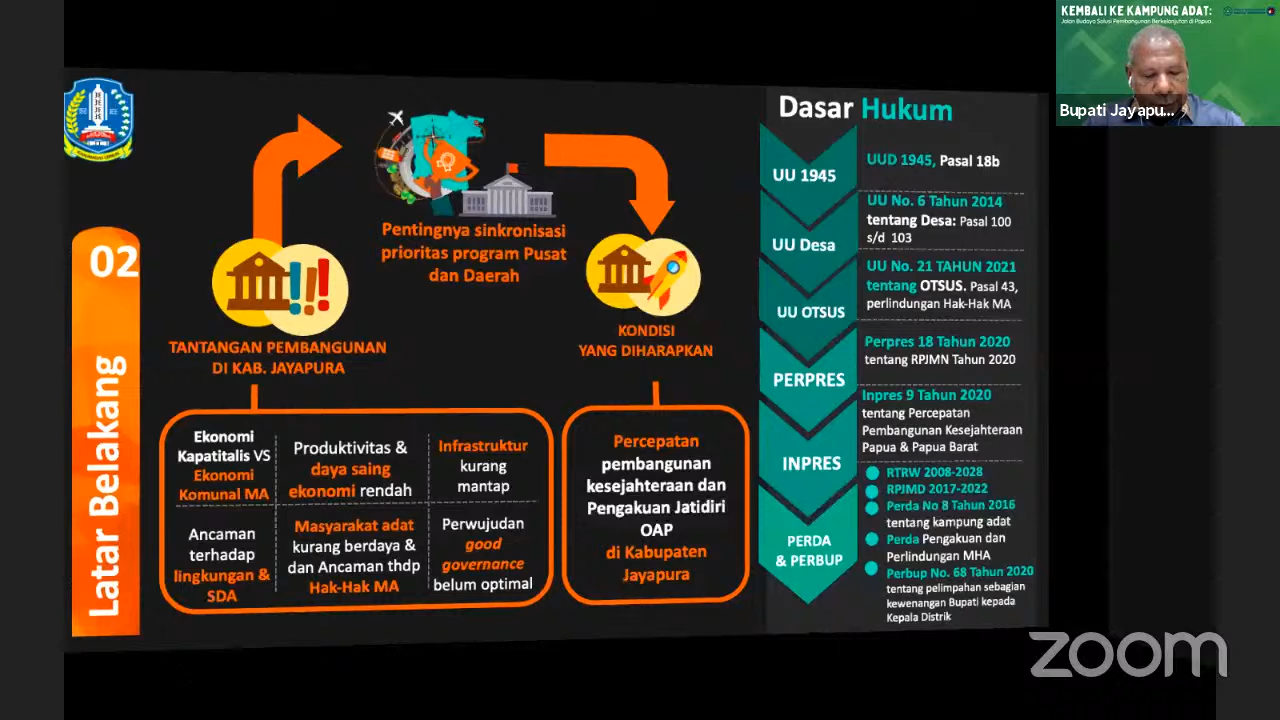 KEMBALI KE KAMPUNG ADAT:
Jalan Budaya Solusi Pembangunan Berkelanjutan di Papua
Bupati Jayapu...
02
Latar Belakang
Pentingnya sinkronisasi
prioritas program Pusat
dan Daerah
TANTANGAN PEMBANGUNAN
DI KAB. JAYAPURA
KONDISI
YANG DIHARAPKAN
Ekonomi
Kapatitalis VS
Ekonomi
Komunal MA
Produktivitas &
daya saing
ekonomi rendah
Infrastruktur
kurang
mantap
Ancaman
terhadap
lingkungan &
SDA
Masyarakat adat
kurang berdaya &
dan Ancaman thdp
Hak-Hak MA
Perwujudan
good
governance
belum optimal
Percepatan
pembangunan
kesejahteraan dan
Pengakuan Jatidiri
OAP
di Kabupaten
Jayapura
Dasar Hukum
UU 1945
UUD 1945, Pasal 18b
UU Desa
UU No. 6 Tahun 2014
tentang Desa: Pasal 100
s/d 103
UU OTSUS
UU No. 21 TAHUN 2021
tentang OTSUS. Pasal 43,
perlindungan Hak-Hak MA
PERPRES
Perpres 18 Tahun 2020
tentang RPJMN Tahun 2020
INPRES
Inpres 9 Tahun 2020
tentang Percepatan
Pembangunan Kesejahteraan
Papua & Papua Barat
PERDA
& PERBUP
RTRW 2008-2028
RPJMD 2017-2022
Perda No 8 Tahun 2016
tentang kampung adat
Perda Pengakuan dan
Perlindungan MHA
Perbup No. 68 Tahun 2020
tentang pelimpahan sebagian
kewenangan Bupati kepada
Kepala Distrik
zoom